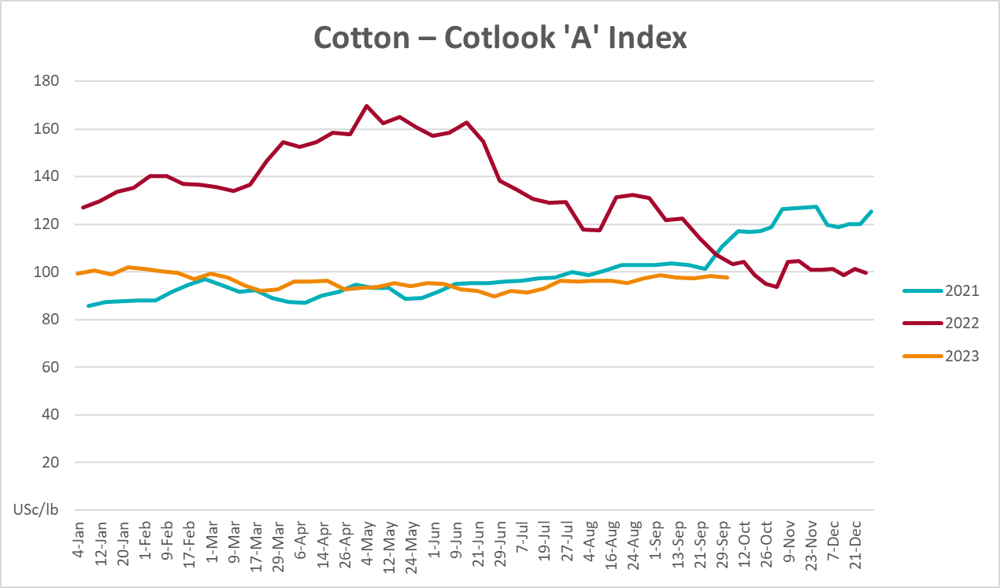 Cotton – Cotlook 'A' Index
180
160
140
120
100
80
60
40
20
USc/lb
4-Jan
12-Jan
20-Jan
1-Feb
9-Feb
17-Feb
1-Mar
9-Mar
17-Mar
29-Mar
6-Apr
14-Apr
26-Apr
4-May
12-May
24-May
1-Jun
9-Jun
21-Jun
29-Jun
7-Jul
19-Jul
27-Jul
4-Aug
16-Aug
24-Aug
1-Sep
13-Sep
21-Sep
29-Sep
12-Oct
26-Oct
9-Nov
23-Nov
7-Dec
21-Dec
2021
2022
2023